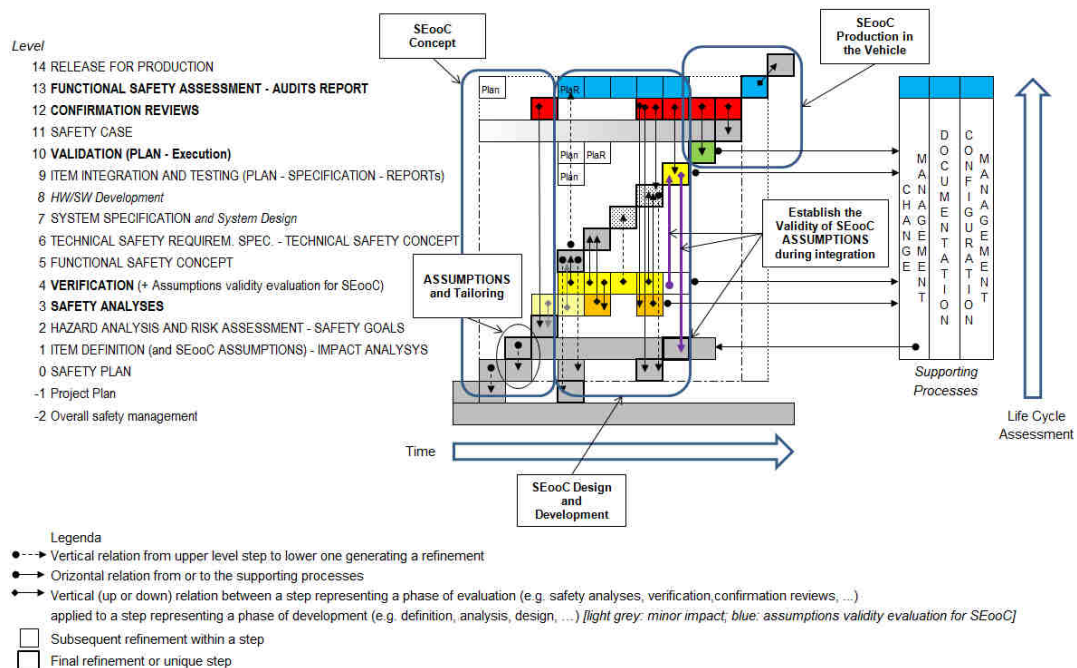 SEooC
Concept
SEooC
Production in
the Vehicle
Level
14 RELEASE FOR PRODUCTION
13 FUNCTIONAL SAFETY ASSESSMENT - AUDITS REPORT
12 CONFIRMATION REVIEWS
11 SAFETY CASE
10 VALIDATION (PLAN - Execution)
9 ITEM INTEGRATION AND TESTING (PLAN - SPECIFICATION - REPORTs)
8 HW/SW Development
7 SYSTEM SPECIFICATION and System Design
6 TECHNICAL SAFETY REQUIREM. SPEC. - TECHNICAL SAFETY CONCEPT
5 FUNCTIONAL SAFETY CONCEPT
4 VERIFICATION (+ Assumptions validity evaluation for SEooC)
3 SAFETY ANALYSES
2 HAZARD ANALYSIS AND RISK ASSESSMENT - SAFETY GOALS
1 ITEM DEFINITION (and SEooC ASSUMPTIONS) - IMPACT ANALYSYS
0 SAFETY PLAN
-1 Project Plan
-2 Overall safety management
Plan
PlaR
Plan
PlaR
Plan
ASSUMPTIONS
and Tailoring
Establish the
Validity of SEooC
ASSUMPTIONS
during integration
CHANGE
MANAGEMENT
DOCUMENTATION
CONFIGURATION
MANAGEMENT
Supporting
Processes
Life Cycle
Assessment
Time
SEooC Design
and
Development
Legenda
Vertical relation from upper level step to lower one generating a refinement
Orizontal relation from or to the supporting processes
Vertical (up or down) relation between a step representing a phase of evaluation (e.g. safety analyses, verification,confirmation reviews, ...)
applied to a step representing a phase of development (e.g. definition, analysis, design, ...) [light grey: minor impact; blue: assumptions validity evaluation for SEooC]
Subsequent refinement within a step
Final refinement or unique step